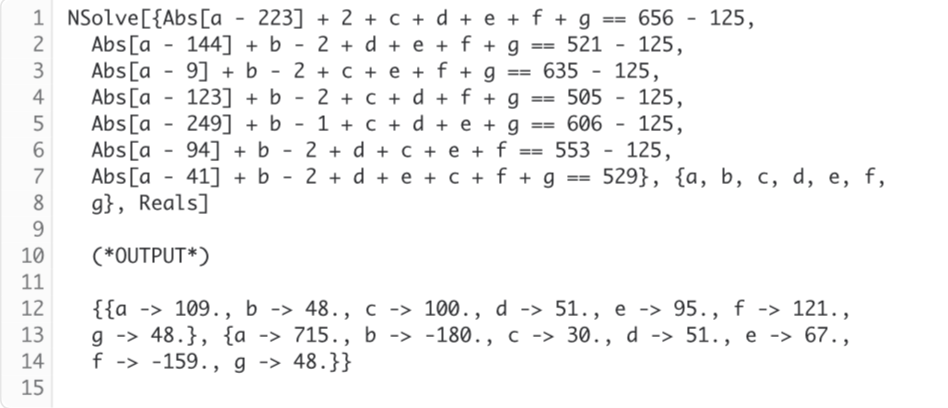 1 NSolve[{Abs[a - 223] + 2 + c + d + e + f + g == 656 - 125,
2 Abs[a - 144] + b - 2 + d + e + f + g == 521 - 125,
3 Abs[a - 9] + b - 2 + c + e + f + g == 635 - 125,
4 Abs[a - 123] + b - 2 + c + d + f + g == 505 - 125,
5 Abs[a - 249] + b - 1 + c + d + e + g == 606 - 125,
6 Abs[a - 94] + b - 2 + d + c + e + f == 553 - 125,
7 Abs[a - 41] + b - 2 + d + e + c + f + g == 529}, {a, b, c, d, e, f,
8 g}, Reals]
9
10 (*OUTPUT*)
11
12 {{a -> 109., b -> 48., c -> 100., d -> 51., e -> 95., f -> 121.,
13 g -> 48.}, {a -> 715., b -> -180., c -> 30., d -> 51., e -> 67.,
14 f -> -159., g -> 48.}}
15